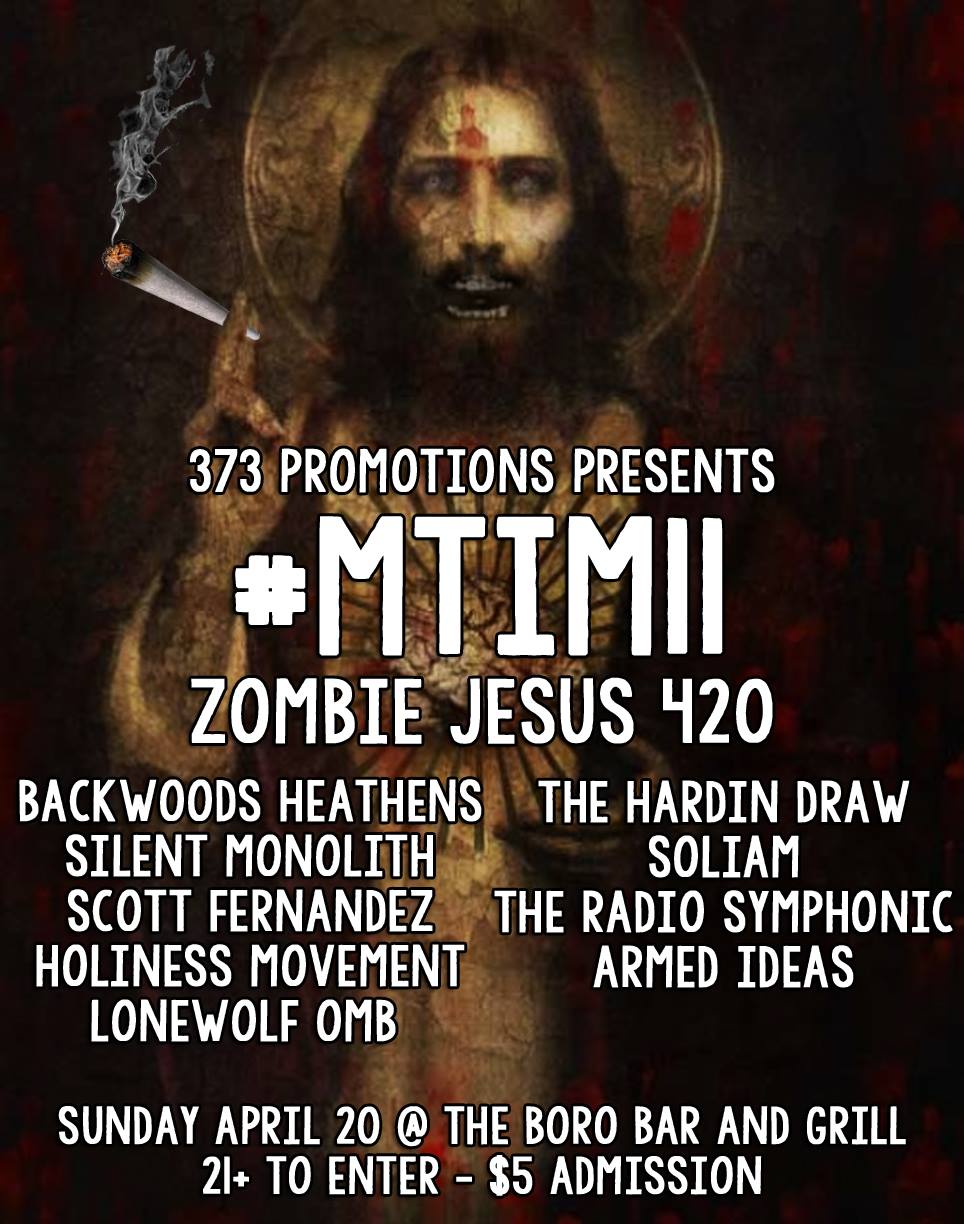 373 PROMOTIONS PRESENTS
#MTIMII
ZOMBIE JESUS 420
BACKWOODS HEATHENS
SILENT MONOLITH
SCOTT FERNANDEZ
HOLINESS MOVEMENT
LONEWOLF OMB
THE HARDIN DRAW
SOLIAM
THE RADIO SYMPHONIC
ARMED IDEAS
SUNDAY APRIL 20 @ THE BORO BAR AND GRILL
21+ TO ENTER - $5 ADMISSION